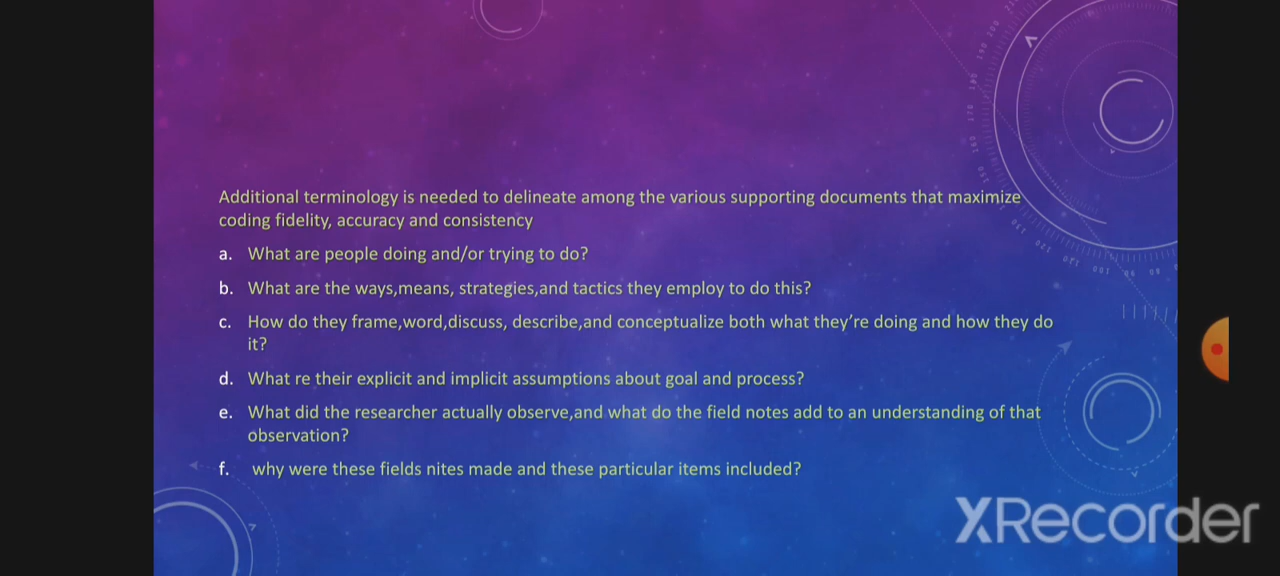 Additional terminology is needed to delineate among the various supporting documents that maximize
coding fidelity, accuracy and consistency
a. What are people doing and/or trying to do?
b. What are the ways,means, strategies,and tactics they employ to do this?
c. How do they frame,word,discuss, describe,and conceptualize both what they're doing and how they do
it?
d. What re their explicit and implicit assumptions about goal and process?
e. What did the researcher actually observe,and what do the field notes add to an understanding of that
observation?
f. why were these fields nites made and these particular items included?
XRecorder